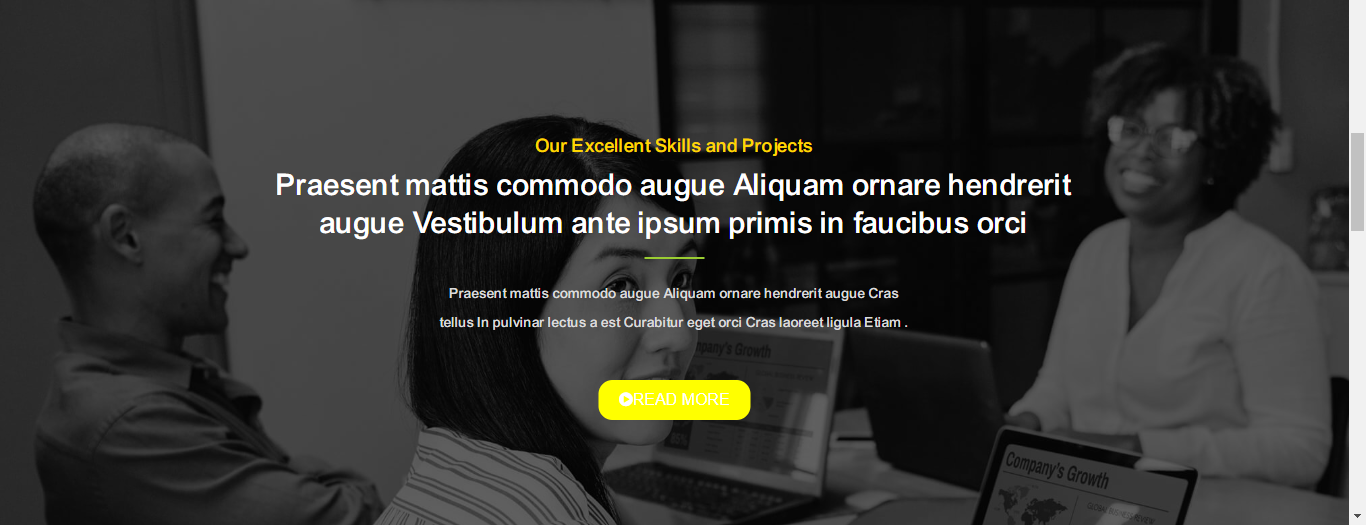 Our Excellent Skills and Projects
Praesent mattis commodo augue Aliquam ornare hendrerit
augue Vestibulum ante ipsum primis in faucibus orci
Praesent mattis commodo augue Aliquam ornare hendrerit augue Cras
tellus In pulvinar lectus a est Curabitur eget orci Cras laoreet ligula Etiam .
Growth
READ MORE
85%
Company's Growth